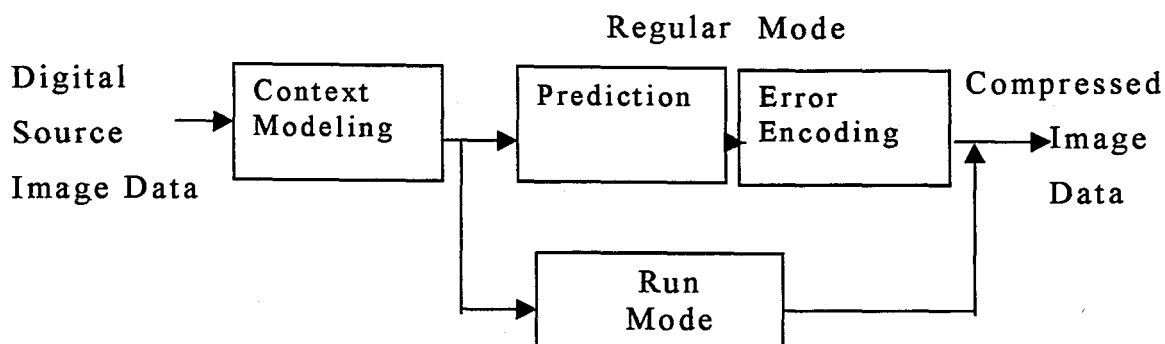 Regular Mode
Digital
Source
Image Data
Context
Modeling
Prediction
Error
Encoding
Compressed
Image
Data
Run
Mode